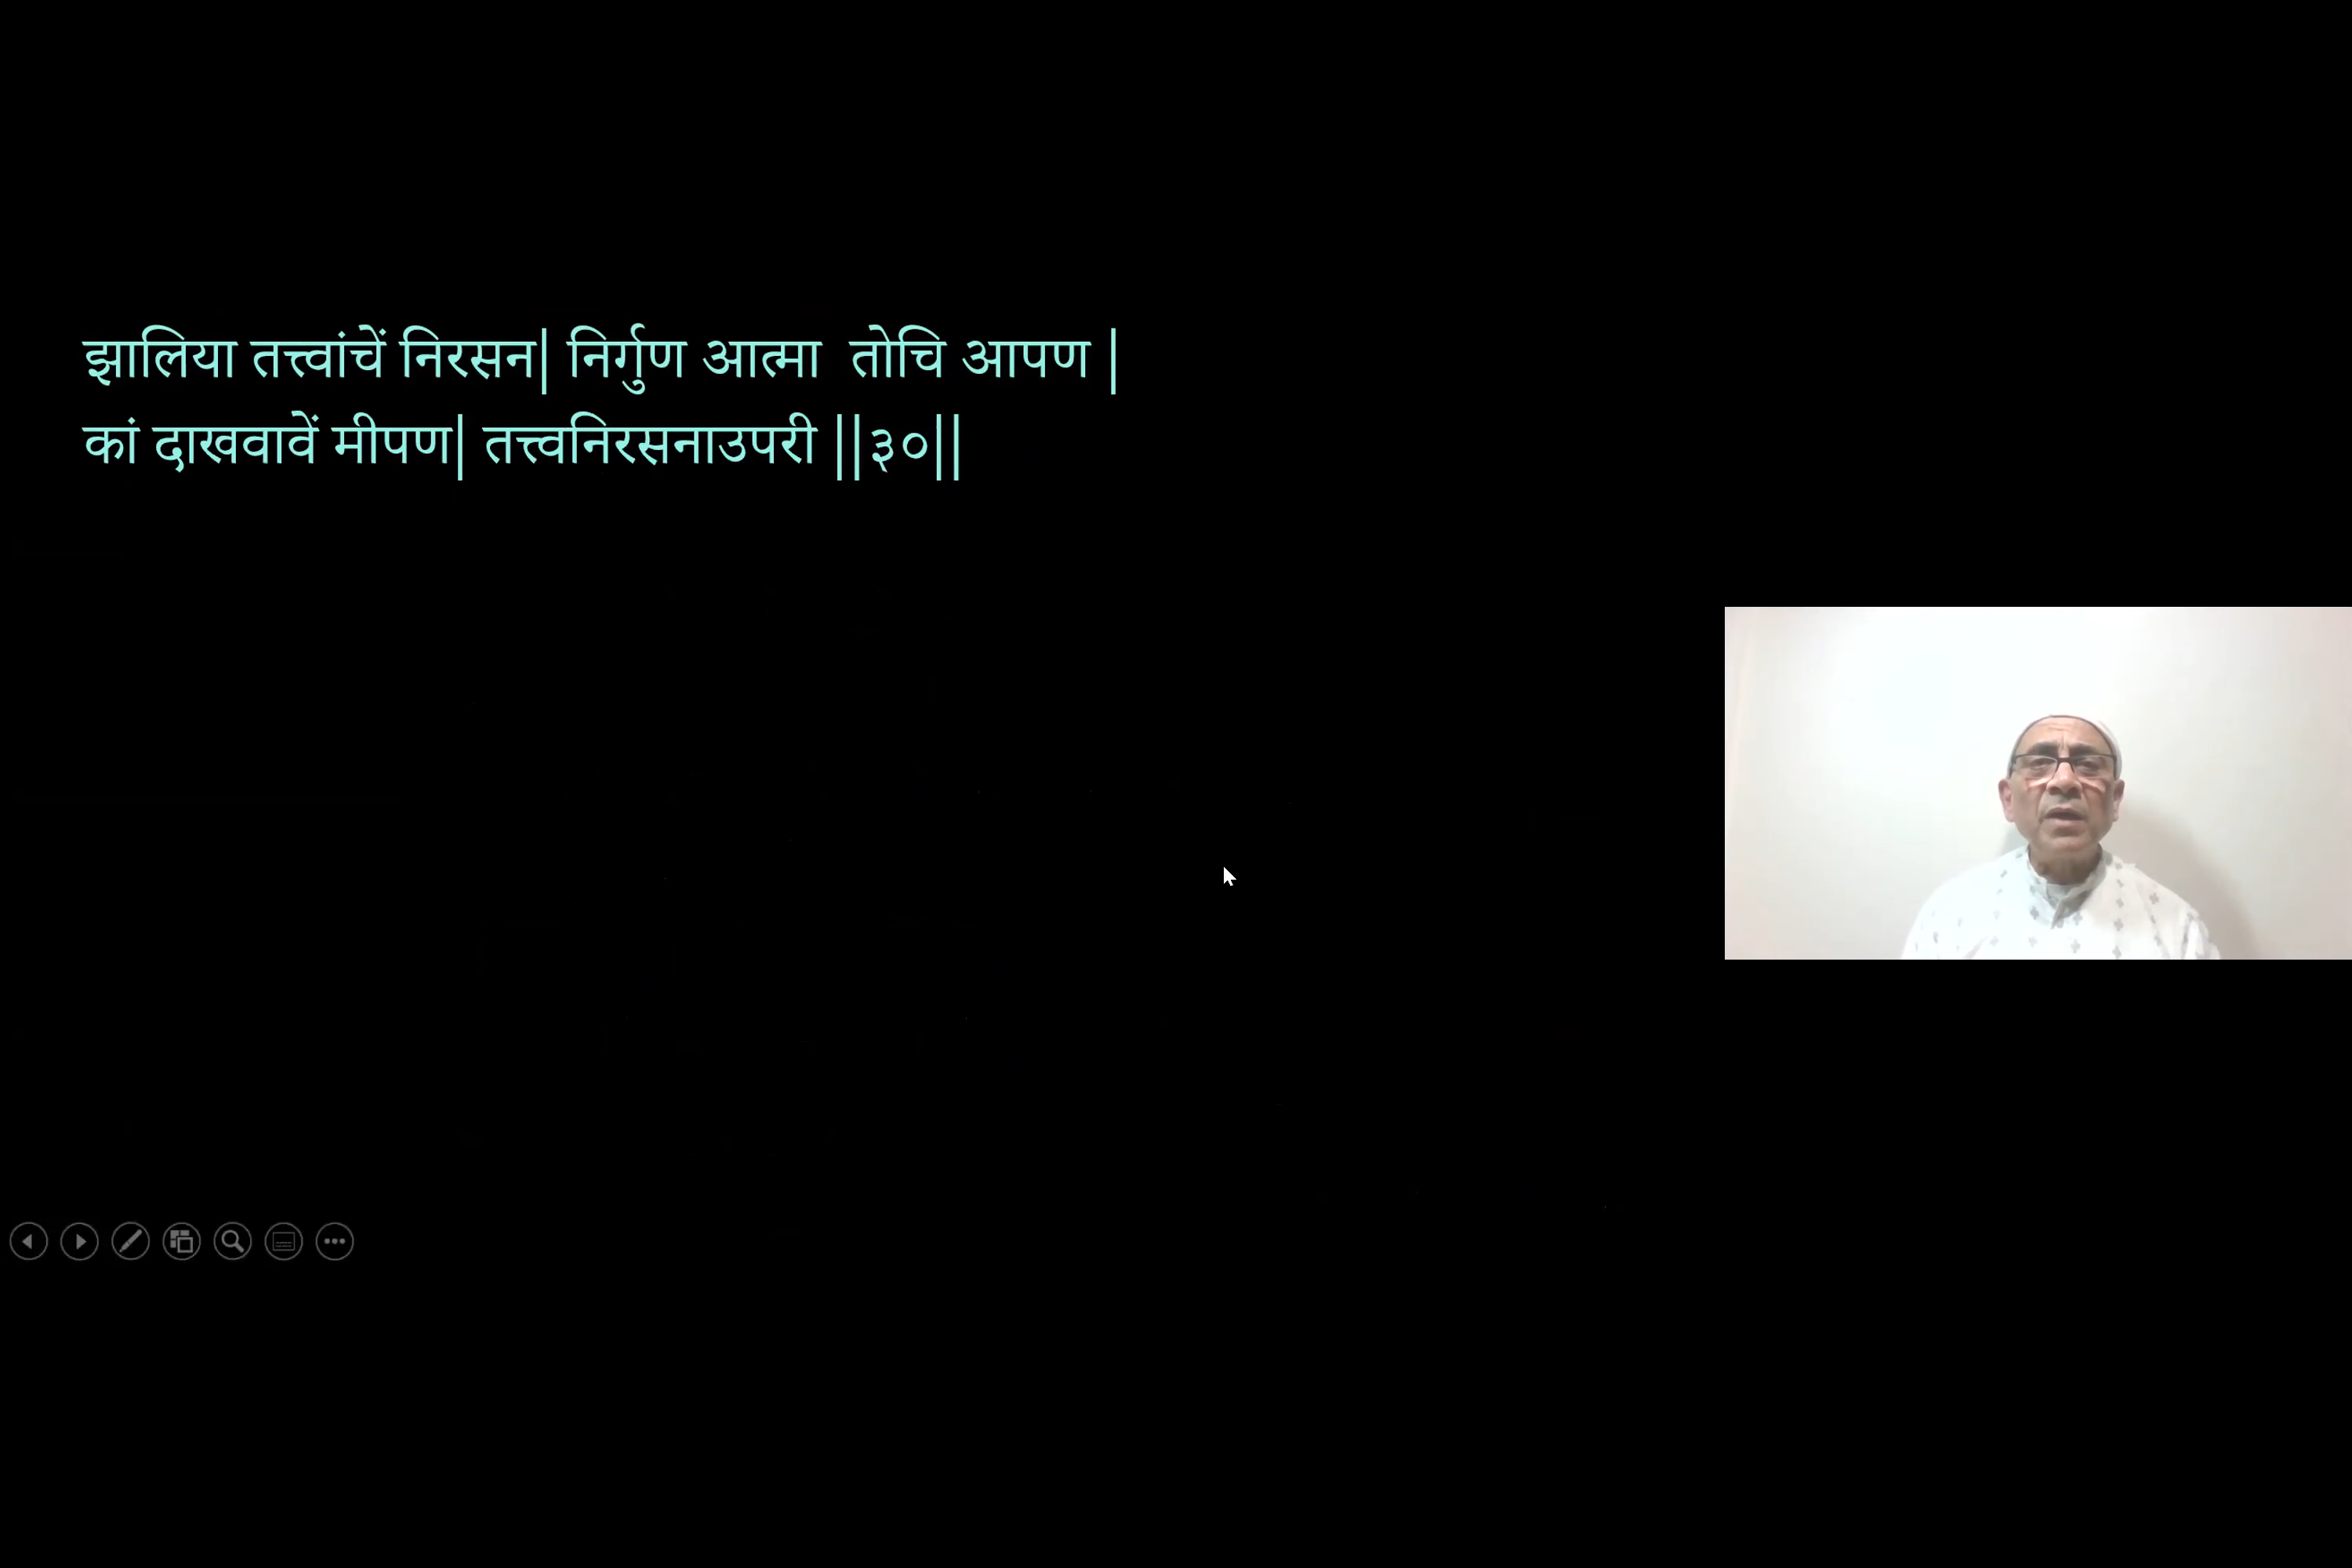 झालिया तत्त्वांचें निरसन| निर्गुण आत्मा  तोचि आपण |
कां दाखवावें मीपण| तत्त्वनिरसनाउपरी ||३०||